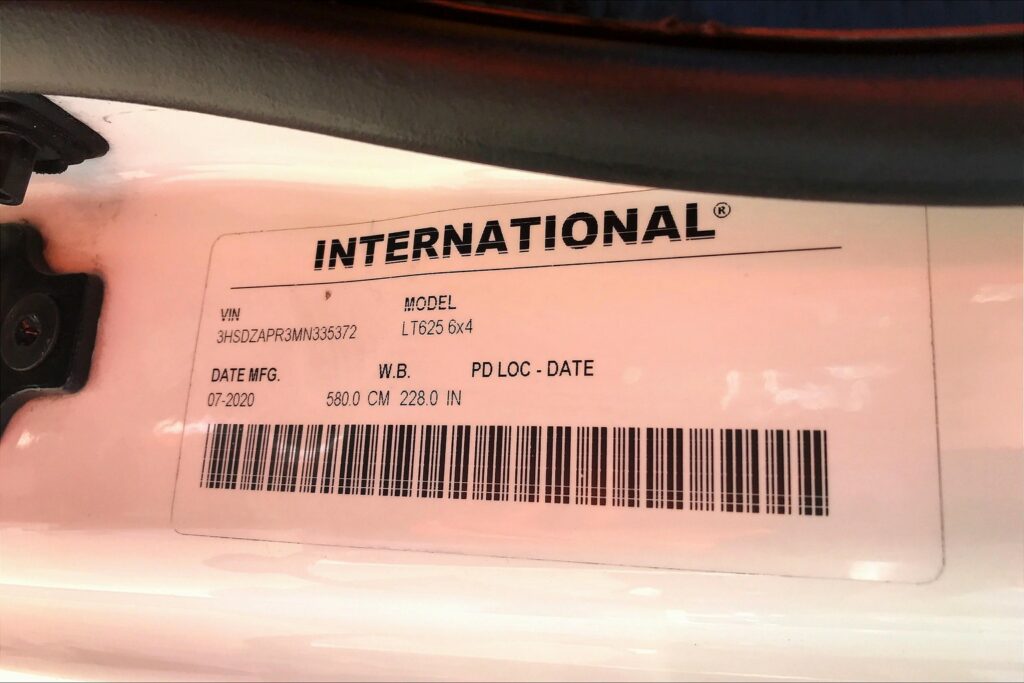 INTERNATIONAL®
VIN MODEL
3HSDZAPR3MN335372 LT625 6x4
DATE MFG. W.B. PD LOC - DATE
07-2020 580.0 CM 228.0 IN